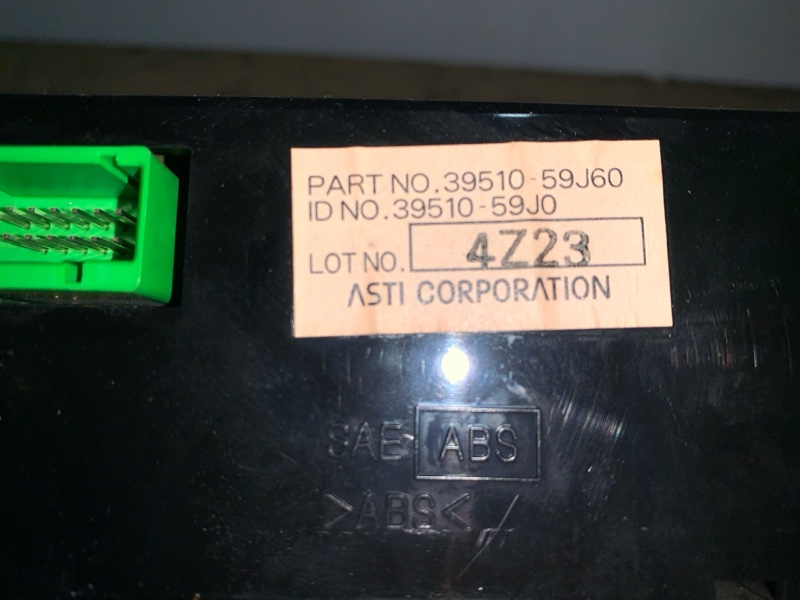 PART NO.39510-59J60
ID NO.39510-59J0
LOT NO. 4Z23
ASTI CORPORATION
SAE- ABS
>ABS<